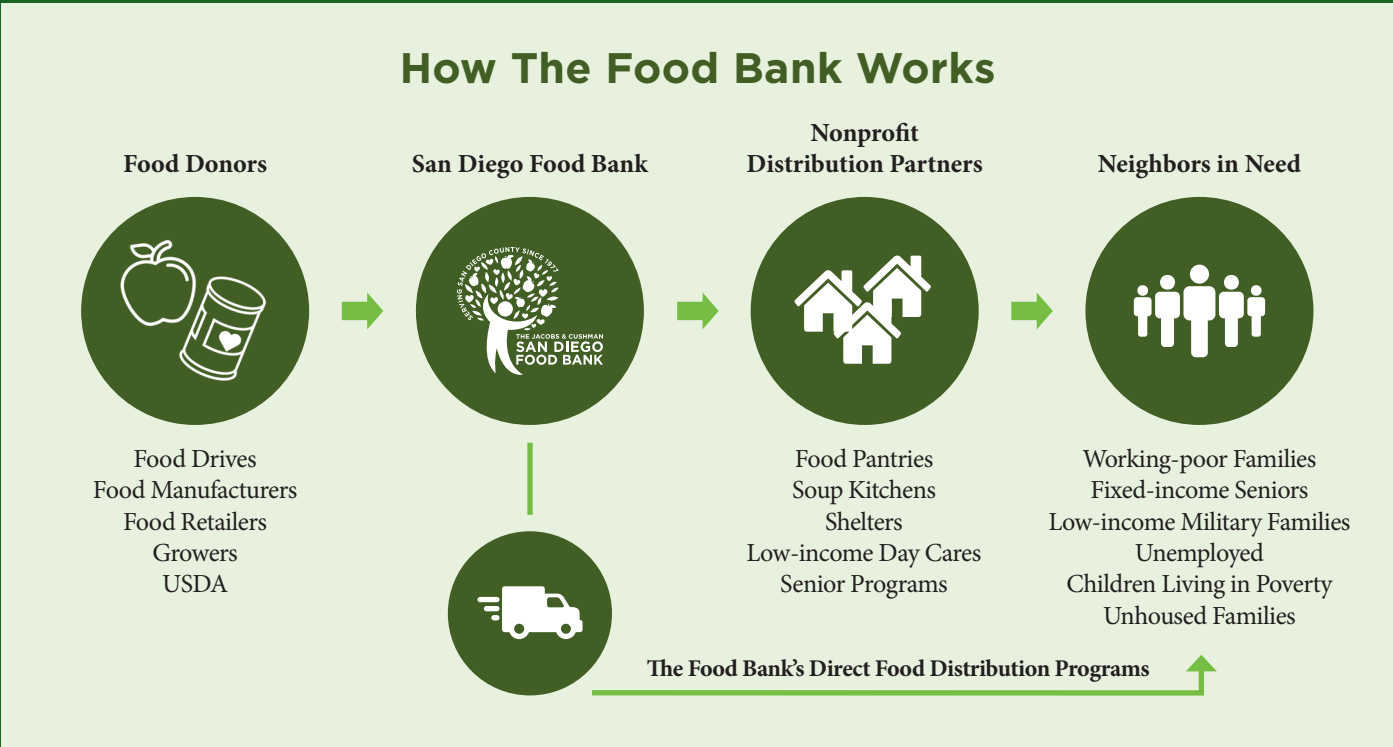 How The Food Bank Works
Food Donors
Food Drives
Food Manufacturers
Food Retailers
Growers
USDA
San Diego Food Bank
SERVING SAN DIEGO COUNTY SINCE 1977
THE JACOBS & CUSHMAN
SAN DIEGO
FOOD BANK
Nonprofit
Distribution Partners
Food Pantries
Soup Kitchens
Shelters
Low-income Day Cares
Senior Programs
Neighbors in Need
Working-poor Families
Fixed-income Seniors
Low-income Military Families
Unemployed
Children Living in Poverty
Unhoused Families
The Food Bank's Direct Food Distribution Programs